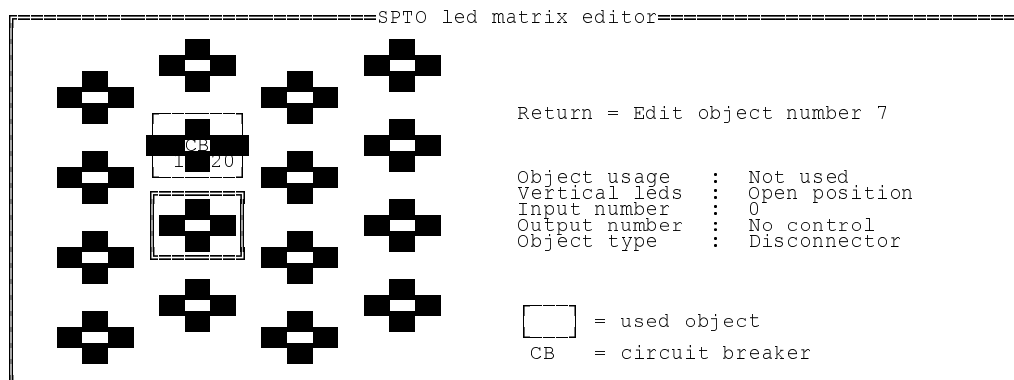 SPTO led matrix editor
Return = Edit object number 7
CB
20
Object usage : Not used
Vertical leds : Open position
Input number : 0
Output number : No control
Object type : Disconnector
= used object
CB = circuit breaker